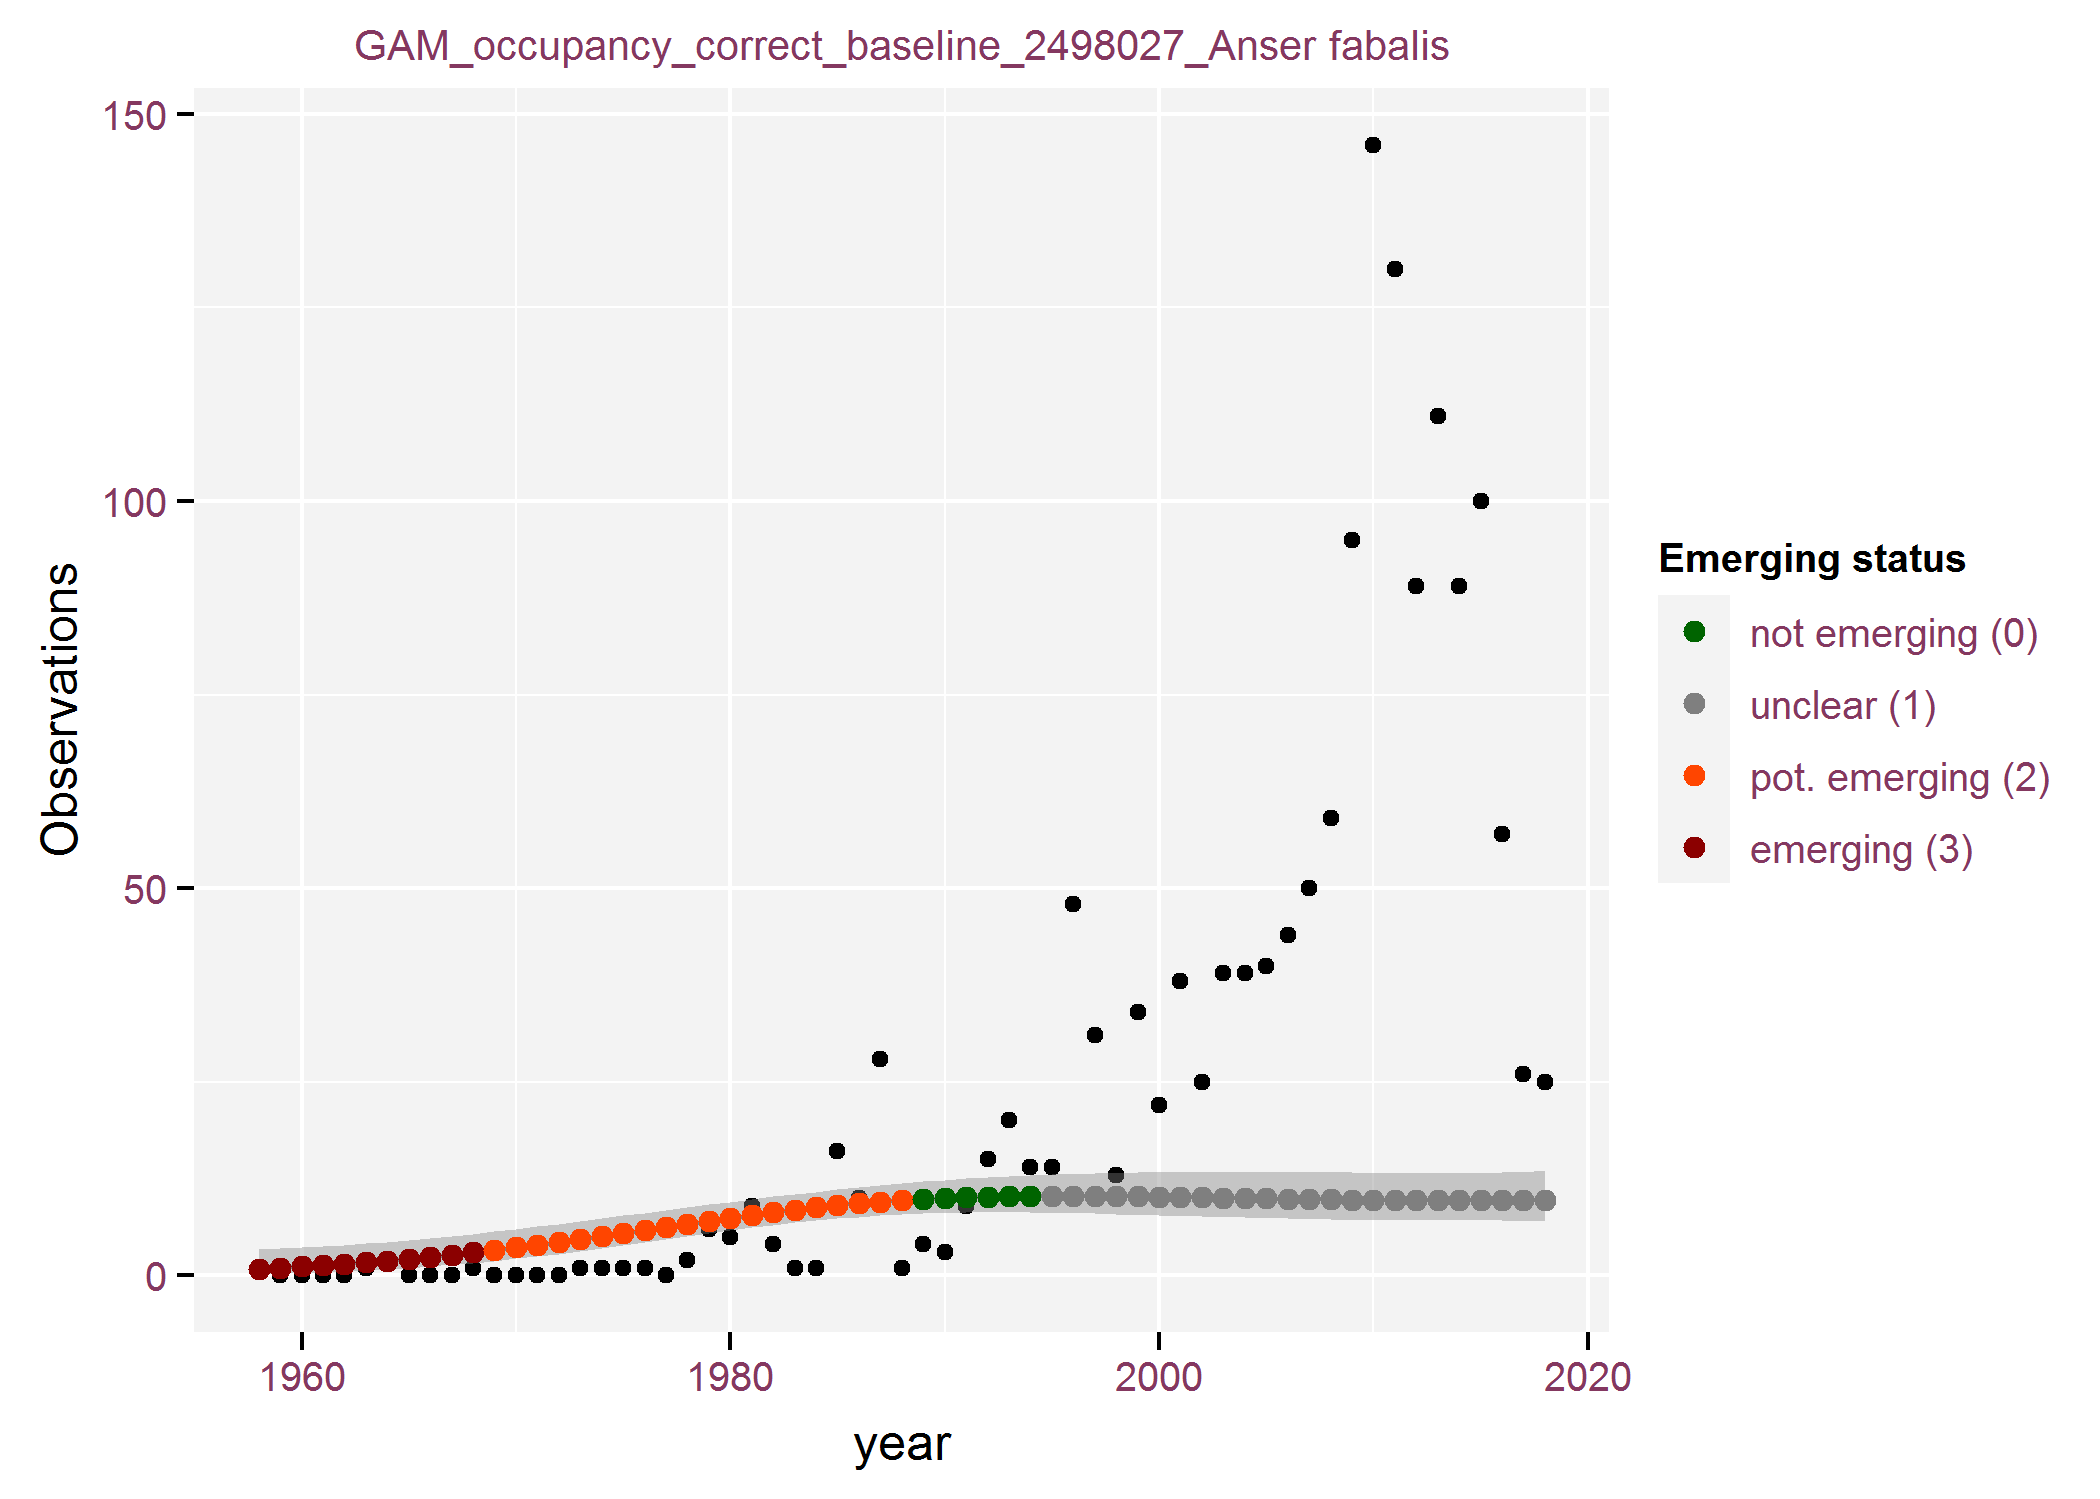 GAM_occupancy_correct_baseline_2498027_Anser fabalis
150
100
50
0
Observations
1960
1980
2000
2020
year
Emerging status
not emerging (0)
unclear (1)
pot. emerging (2)
emerging (3)